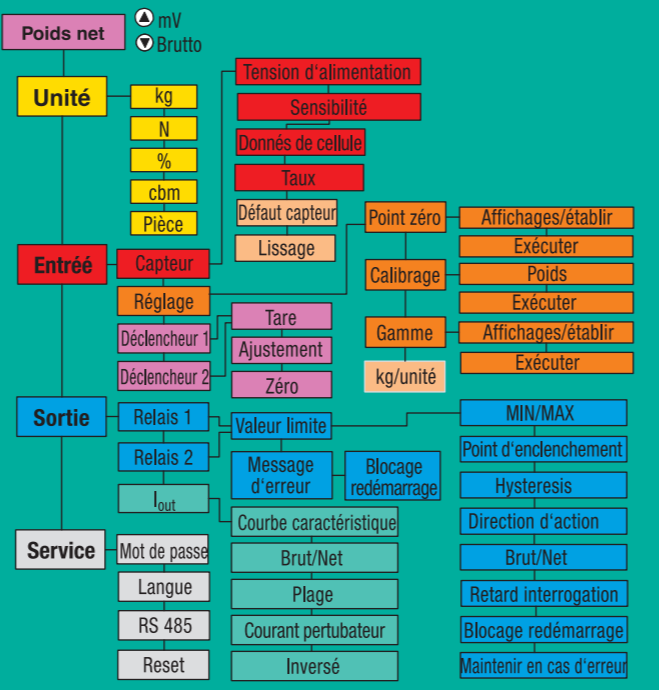 Poids net
mV
Brutto
Unité
kg
N
%
cbm
Pièce
Entréé
Capteur
Tension d'alimentation
Sensibilité
Donnés de cellule
Taux
Défaut capteur
Lissage
Réglage
Point zéro
Affichages/établir
Exécuter
Calibrage
Poids
Exécuter
Gamme
Affichages/établir
Exécuter
kg/unité
Déclencheur 1
Déclencheur 2
Tare
Ajustement
Zéro
Sortie
Relais 1
Relais 2
Valeur limite
Message
d'erreur
Blocage
redémarrage
MIN/MAX
Point d'enclenchement
Hysteresis
Direction d'action
Brut/Net
Retard interrogation
Blocage redémarrage
Maintenir en cas d'erreur
Iout
Courbe caractéristique
Brut/Net
Plage
Courant pertubateur
Inversé
Service
Mot de passe
Langue
RS 485
Reset